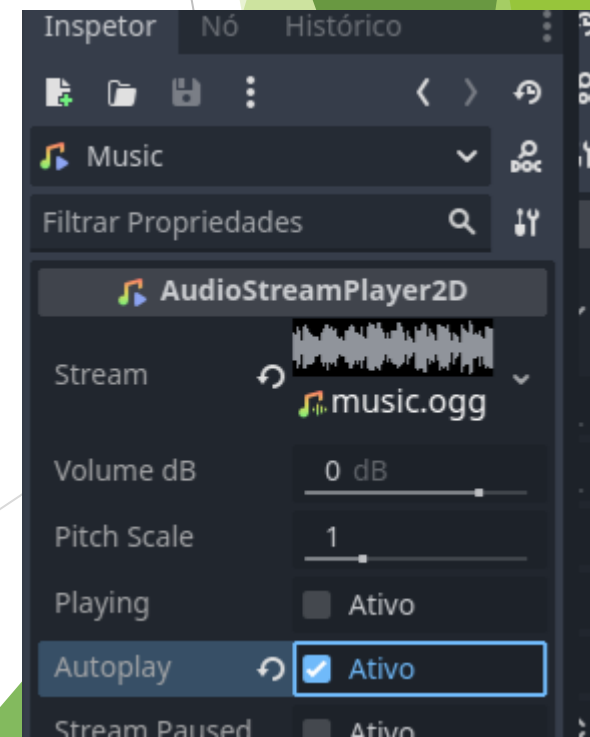 Inspetor Nó Histórico
Music
DOC
Filtrar Propriedades
AudioStreamPlayer2D
Stream
music.ogg
Volume dB 0 dB
Pitch Scale 1
Playing Ativo
Autoplay Ativo
Stream Paused Ativo